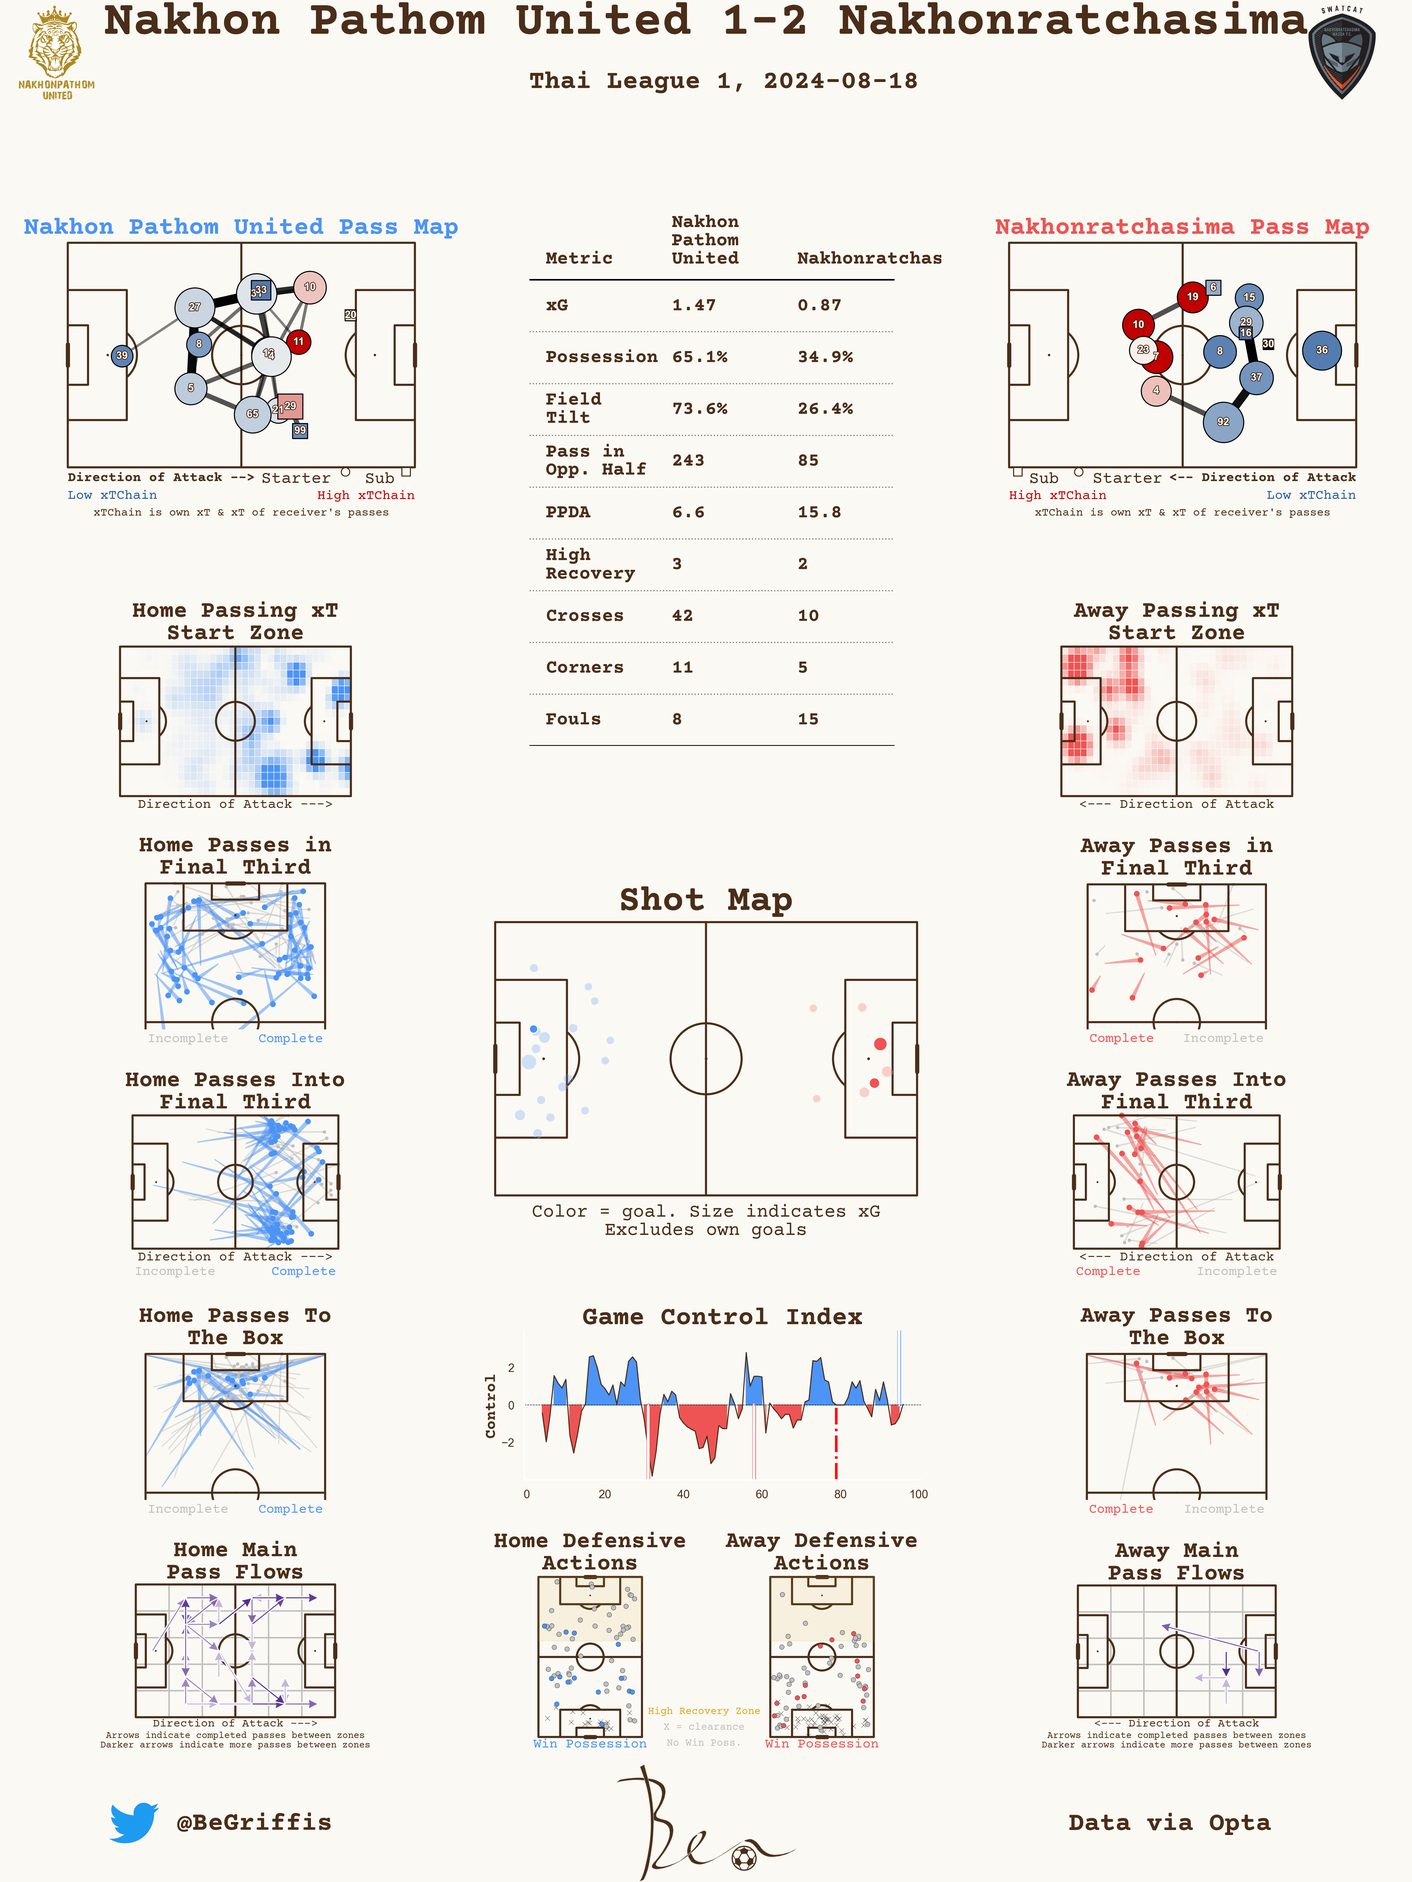 Nakhon Pathom United 1-2 Nakhonratchasima
Thai League 1, 2024-08-18
NAKHONPATHOM
UNITED
SWATCAT
Nakhon Pathom United Pass Map
27
33
10
20
39
8
11
5
65
29
99
Direction of Attack --> Starter Sub
Low xTChain High xTChain
xTChain is own xT & xT of receiver's passes
Metric Nakhon Pathom United Nakhonratchas
xG 1.47 0.87
Possession 65.1% 34.9%
Field Tilt 73.6% 26.4%
Pass in Opp. Half 243 85
PPDA 6.6 15.8
High Recovery 3 2
Crosses 42 10
Corners 11 5
Fouls 8 15
Nakhonratchasima Pass Map
19
6
15
10
29
16
30
23
7
8
36
37
4
92
Sub Starter <-- Direction of Attack
High xTChain Low xTChain
xTChain is own xT & xT of receiver's passes
Home Passing xT
Start Zone
Direction of Attack --->
Away Passing xT
Start Zone
<--- Direction of Attack
Home Passes in
Final Third
Incomplete Complete
Away Passes in
Final Third
Complete Incomplete
Shot Map
Color = goal. Size indicates xG
Excludes own goals
Home Passes Into
Final Third
Direction of Attack --->
Incomplete Complete
Away Passes Into
Final Third
<--- Direction of Attack
Complete Incomplete
Home Passes To
The Box
Incomplete Complete
Game Control Index
Control
2
0
−2
0 20 40 60 80 100
Away Passes To
The Box
Complete Incomplete
Home Main
Pass Flows
Direction of Attack --->
Arrows indicate completed passes between zones
Darker arrows indicate more passes between zones
Home Defensive
Actions
Win Possession
High Recovery Zone
X = clearance
No Win Poss.
Away Defensive
Actions
Win Possession
Away Main
Pass Flows
<--- Direction of Attack
Arrows indicate completed passes between zones
Darker arrows indicate more passes between zones
@BeGriffis
Ben
Data via Opta